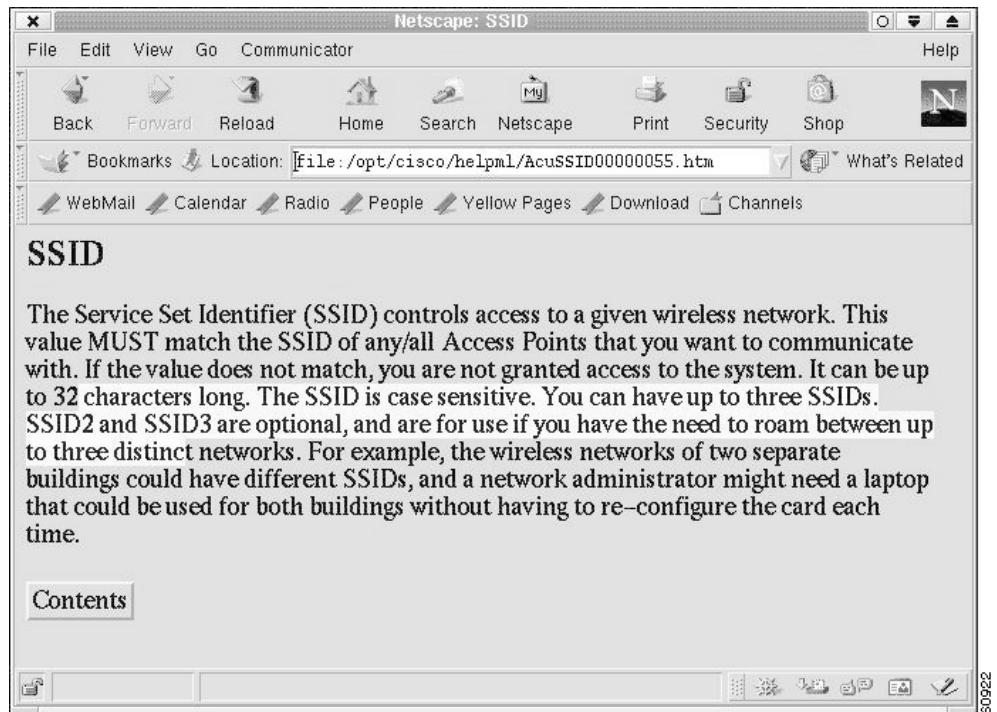 Netscape: SSID
File Edit View Go Communicator Help
Back Forward Reload Home Search Netscape Print Security Shop
My
N
Bookmarks Location: file:/opt/cisco/helpml/AcuSSID00000055.htm What's Related
WebMail Calendar Radio People Yellow Pages Download Channels
SSID
The Service Set Identifier (SSID) controls access to a given wireless network. This
value MUST match the SSID of any/all Access Points that you want to communicate
with. If the value does not match, you are not granted access to the system. It can be up
to 32 characters long. The SSID is case sensitive. You can have up to three SSIDs.
SSID2 and SSID3 are optional, and are for use if you have the need to roam between up
to three distinct networks. For example, the wireless networks of two separate
buildings could have different SSIDs, and a network administrator might need a laptop
that could be used for both buildings without having to re-configure the card each
time.
Contents
60922